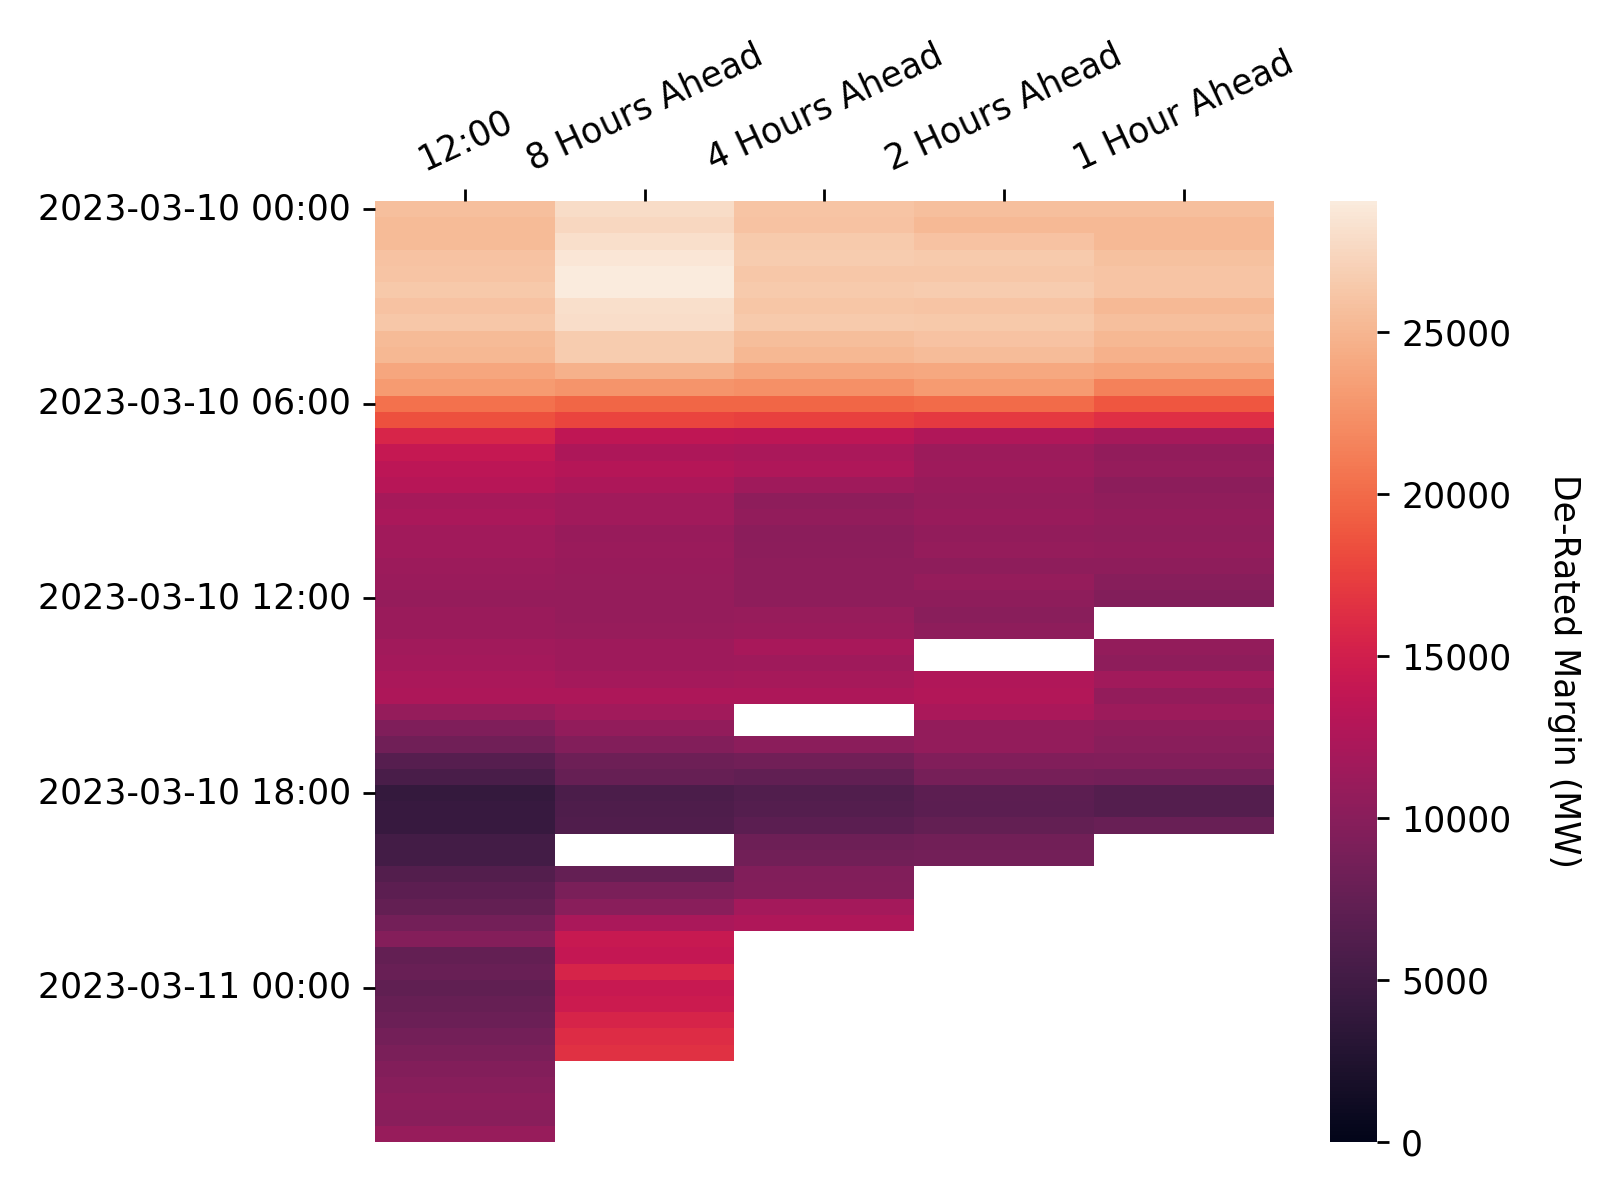 12:00
8 Hours Ahead
4 Hours Ahead
2 Hours Ahead
1 Hour Ahead
2023-03-10 00:00
2023-03-10 06:00
2023-03-10 12:00
2023-03-10 18:00
2023-03-11 00:00
25000
20000
15000
10000
5000
0
De-Rated Margin (MW)